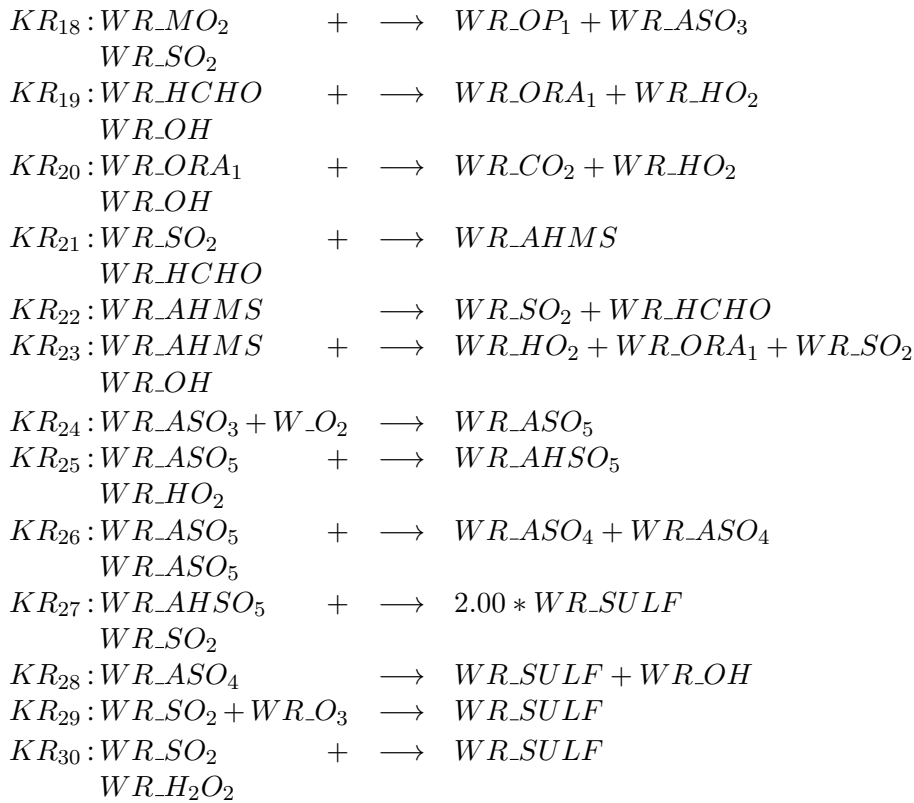 KR₁₈: WR_MO₂ + ⟶ WR_OP₁ + WR_ASO₃
WR_SO₂
KR₁₉: WR_HCHO + ⟶ WR_ORA₁ + WR_HO₂
WR_OH
KR₂₀: WR_ORA₁ + ⟶ WR_CO₂ + WR_HO₂
WR_OH
KR₂₁: WR_SO₂ + ⟶ WR_AHMS
WR_HCHO
KR₂₂: WR_AHMS ⟶ WR_SO₂ + WR_HCHO
KR₂₃: WR_AHMS + ⟶ WR_HO₂ + WR_ORA₁ + WR_SO₂
WR_OH
KR₂₄: WR_ASO₃ + W_O₂ ⟶ WR_ASO₅
KR₂₅: WR_ASO₅ + ⟶ WR_AHSO₅
WR_HO₂
KR₂₆: WR_ASO₅ + ⟶ WR_ASO₄ + WR_ASO₄
WR_ASO₅
KR₂₇: WR_AHSO₅ + ⟶ 2.00 * WR_SULF
WR_SO₂
KR₂₈: WR_ASO₄ ⟶ WR_SULF + WR_OH
KR₂₉: WR_SO₂ + WR_O₃ ⟶ WR_SULF
KR₃₀: WR_SO₂ + ⟶ WR_SULF
WR_H₂O₂